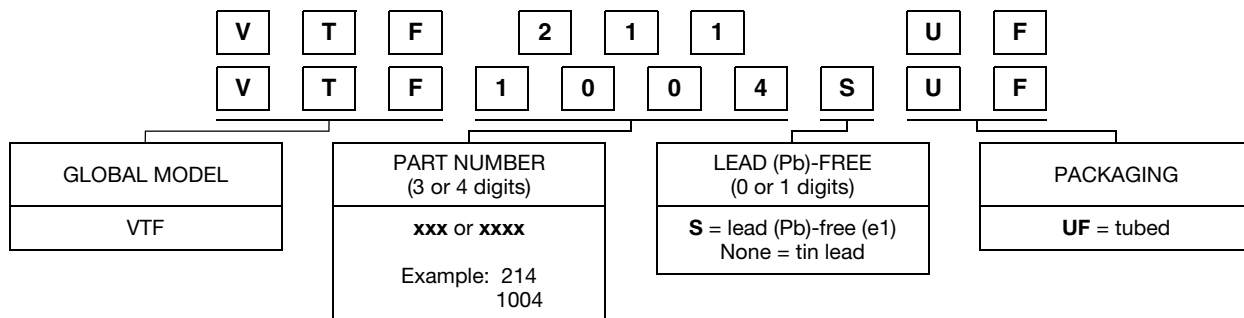 V T F 2 1 1 U F
V T F 1 0 0 4 S U F
GLOBAL MODEL
VTF
PART NUMBER
(3 or 4 digits)
xxx or xxxx
Example: 214
1004
LEAD (Pb)-FREE
(0 or 1 digits)
S = lead (Pb)-free (e1)
None = tin lead
PACKAGING
UF = tubed